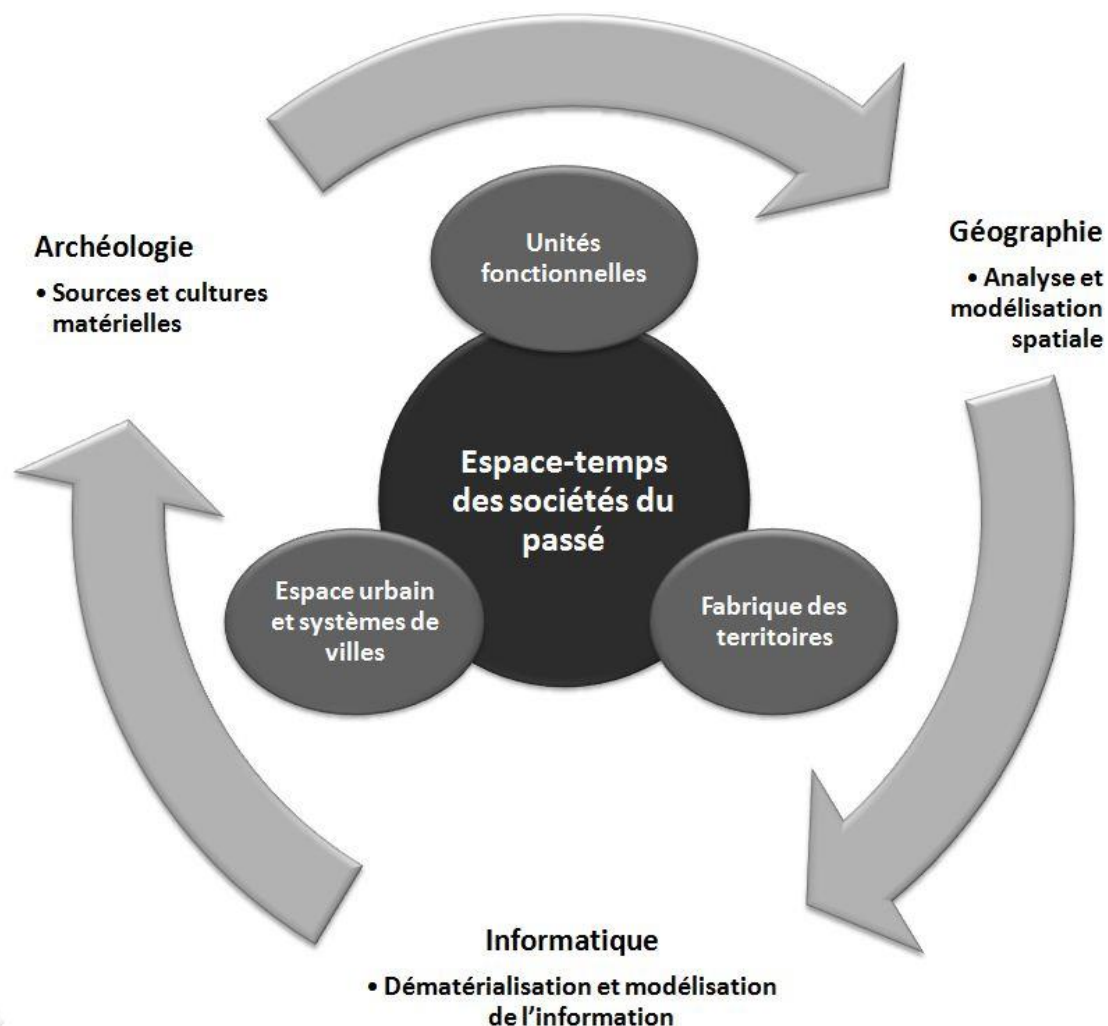 Archéologie
• Sources et cultures
matérielles
Unités
fonctionnelles
Géographie
• Analyse et
modélisation
spatiale
Espace-temps
des sociétés du
passé
Espace urbain
et systèmes de
villes
Fabrique des
territoires
Informatique
• Dématérialisation et modélisation
de l'information